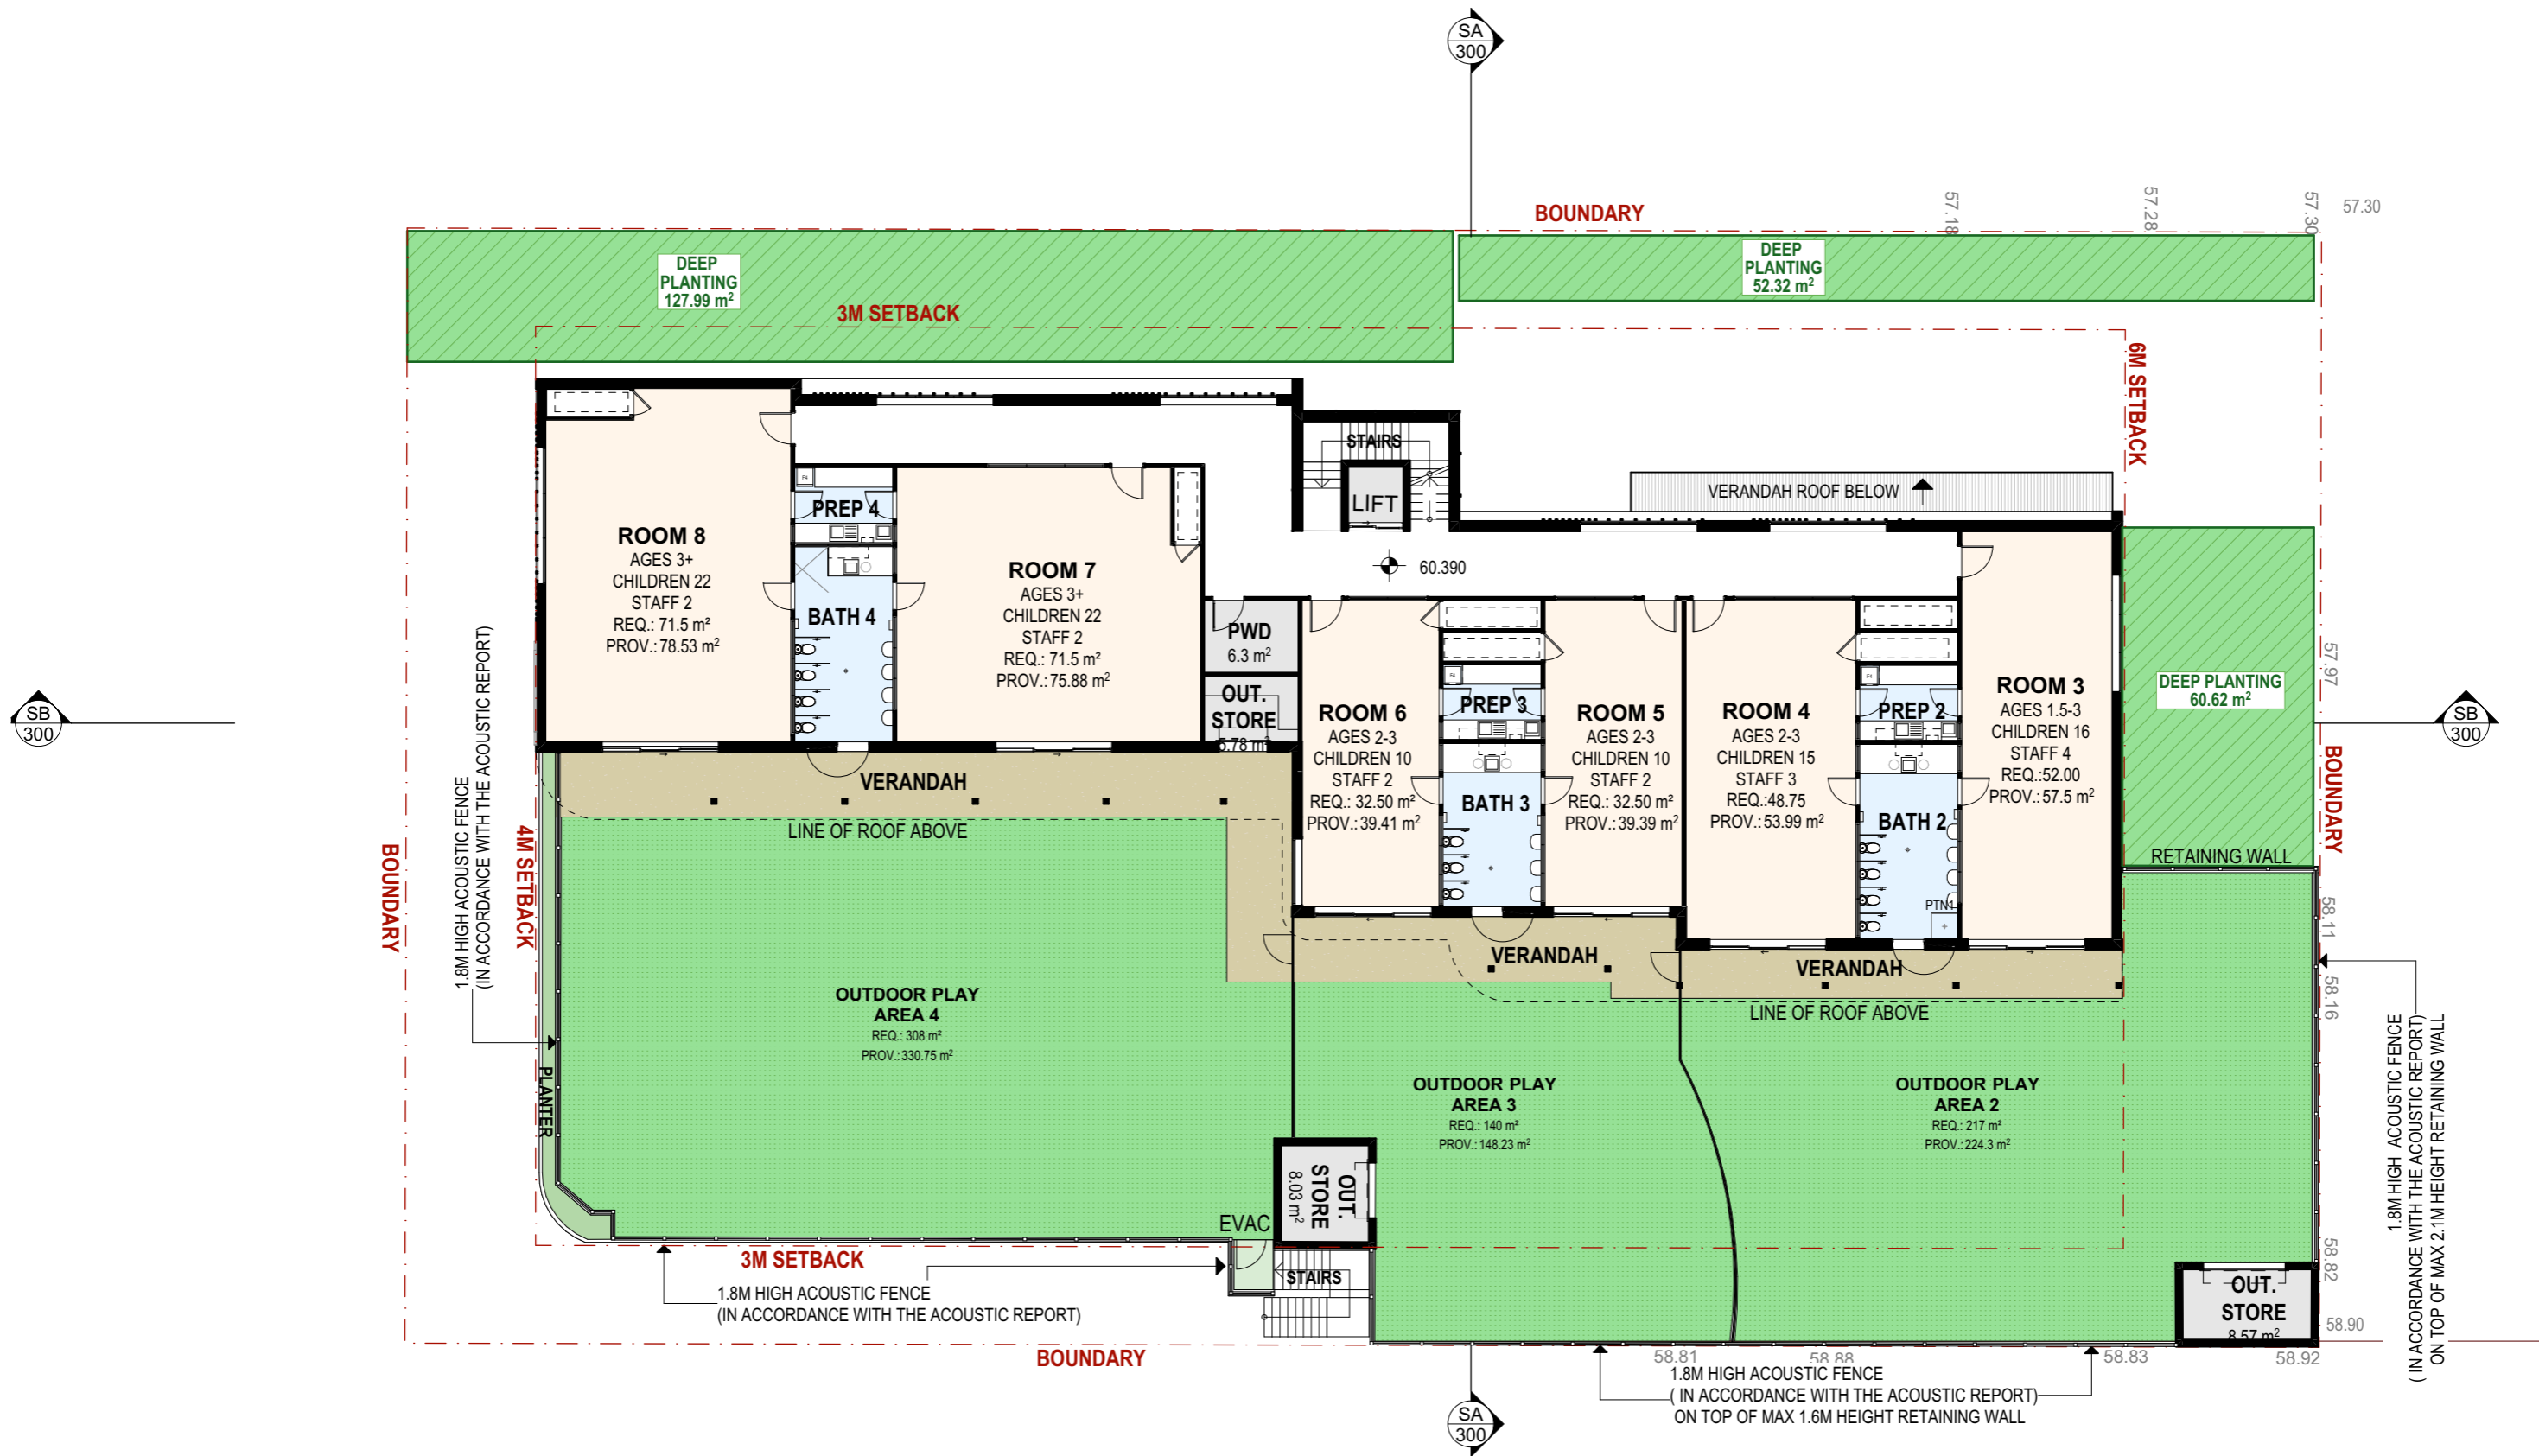 SA
300
BOUNDARY
57.18
57.28
57.30
57.30
DEEP
PLANTING
127.99 m²
DEEP
PLANTING
52.32 m²
3M SETBACK
6M SETBACK
STAIRS
LIFT
VERANDAH ROOF BELOW
60.390
ROOM 8
AGES 3+
CHILDREN 22
STAFF 2
REQ.: 71.5 m²
PROV.: 78.53 m²
F4
PREP 4
BATH 4
ROOM 7
AGES 3+
CHILDREN 22
STAFF 2
REQ.: 71.5 m²
PROV.: 75.88 m²
PWD
6.3 m²
OUT.
STORE
5.78 m²
ROOM 6
AGES 2-3
CHILDREN 10
STAFF 2
REQ.: 32.50 m²
PROV.: 39.41 m²
F4
PREP 3
BATH 3
ROOM 5
AGES 2-3
CHILDREN 10
STAFF 2
REQ.: 32.50 m²
PROV.: 39.39 m²
ROOM 4
AGES 2-3
CHILDREN 15
STAFF 3
REQ.:48.75
PROV.: 53.99 m²
F4
PREP 2
BATH 2
PTN1
ROOM 3
AGES 1.5-3
CHILDREN 16
STAFF 4
REQ.:52.00
PROV.: 57.5 m²
DEEP PLANTING
60.62 m²
57.97
SB
300
SB
300
BOUNDARY
RETAINING WALL
58.11
58.16
BOUNDARY
1.8M HIGH ACOUSTIC FENCE
(IN ACCORDANCE WITH THE ACOUSTIC REPORT)
4M SETBACK
VERANDAH
LINE OF ROOF ABOVE
VERANDAH
VERANDAH
LINE OF ROOF ABOVE
OUTDOOR PLAY
AREA 4
REQ.: 308 m²
PROV.: 330.75 m²
PLANTER
OUTDOOR PLAY
AREA 3
REQ.: 140 m²
PROV.: 148.23 m²
OUTDOOR PLAY
AREA 2
REQ.: 217 m²
PROV.: 224.3 m²
1.8M HIGH ACOUSTIC FENCE
( IN ACCORDANCE WITH THE ACOUSTIC REPORT)
ON TOP OF MAX 2.1M HEIGHT RETAINING WALL
OUT.
STORE
8.03 m²
EVAC
STAIRS
3M SETBACK
1.8M HIGH ACOUSTIC FENCE
(IN ACCORDANCE WITH THE ACOUSTIC REPORT)
BOUNDARY
58.82
OUT.
STORE
8.57 m²
58.90
58.81
58.88
58.83
58.92
1.8M HIGH ACOUSTIC FENCE
( IN ACCORDANCE WITH THE ACOUSTIC REPORT)
ON TOP OF MAX 1.6M HEIGHT RETAINING WALL
SA
300